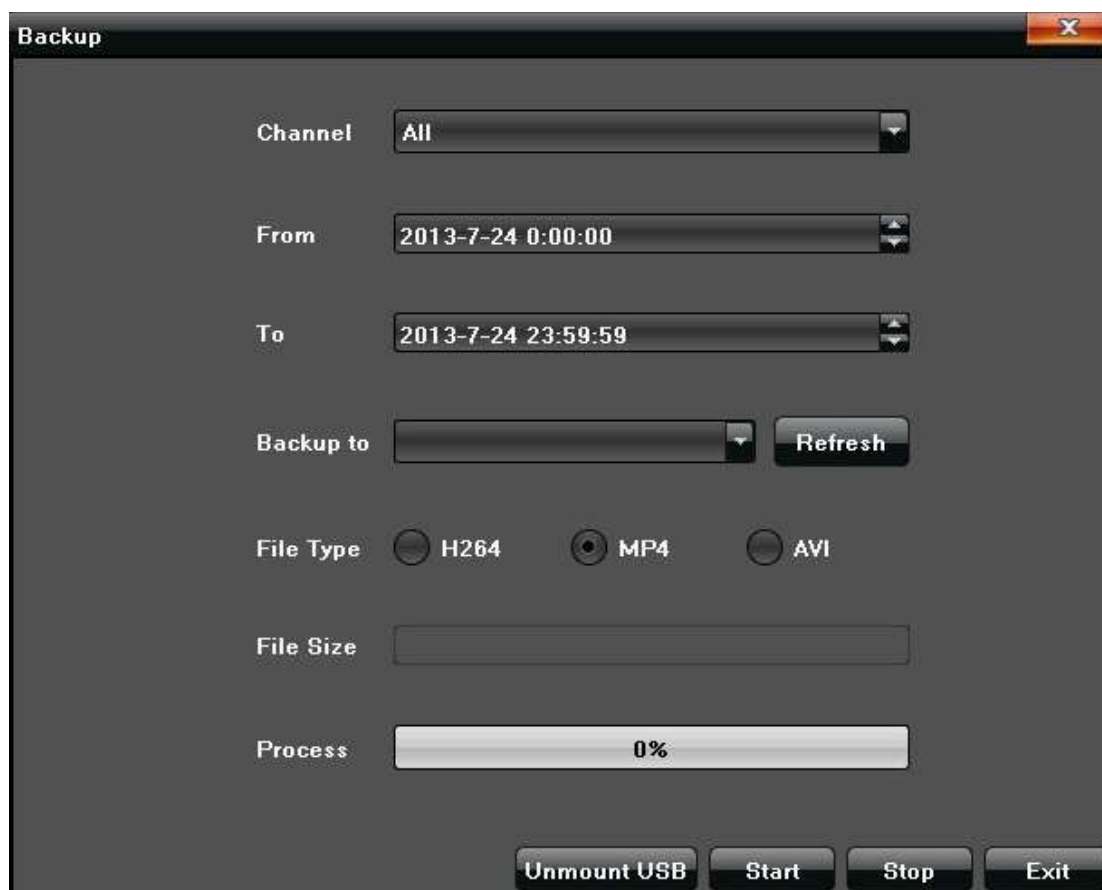 Backup X
Channel All
From 2013-7-24 0:00:00
To 2013-7-24 23:59:59
Backup to Refresh
File Type H264 MP4 AVI
File Size
Process 0%
Unmount USB Start Stop Exit